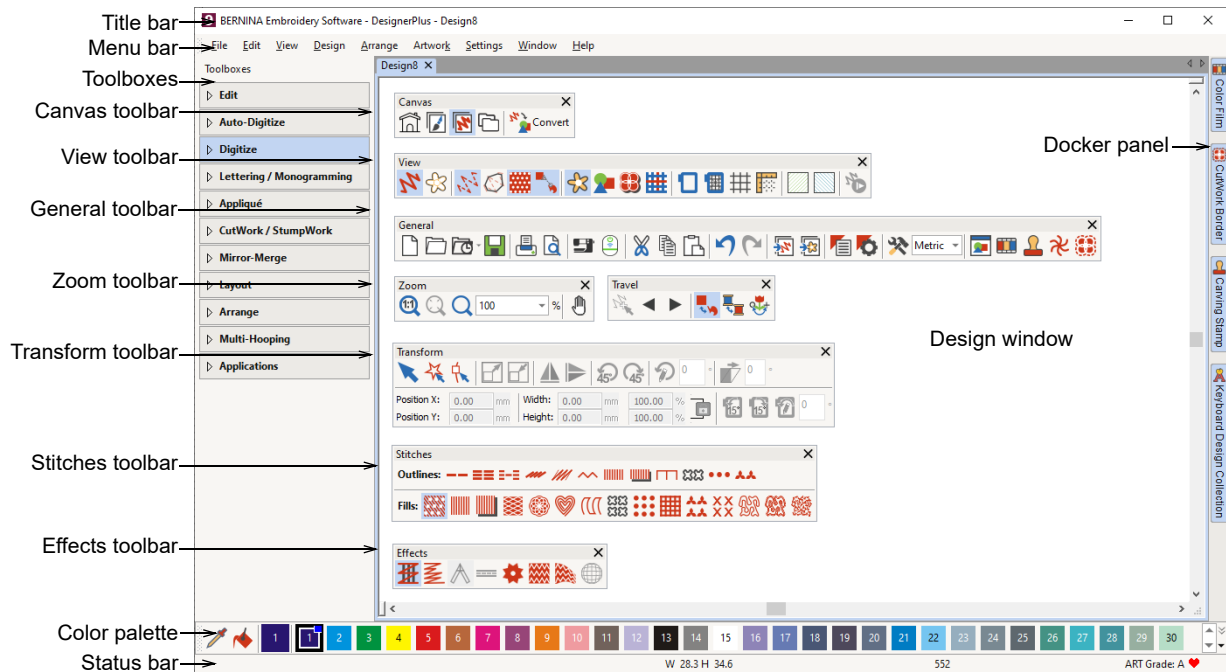 Title bar
BERNINA Embroidery Software - DesignerPlus - Design8
Menu bar
File Edit View Design Arrange Artwork Settings Window Help
Toolboxes
Toolboxes
Design8
Edit
Auto-Digitize
Digitize
Lettering / Monogramming
Appliqué
CutWork / StumpWork
Mirror-Merge
Layout
Arrange
Multi-Hooping
Applications
Canvas toolbar
Canvas
Convert
View toolbar
View
General toolbar
General
Metric
Zoom toolbar
Zoom
1:1 100 %
Travel
Transform toolbar
Transform
45° 45° 0 ° 0 °
Position X: 0.00 mm Width: 0.00 mm 100.00 %
Position Y: 0.00 mm Height: 0.00 mm 100.00 %
15° 15° 0 °
Stitches toolbar
Stitches
Outlines:
Fills:
Effects toolbar
Effects
Design window
Docker panel
Color Film
CutWork Border
Carving Stamp
Keyboard Design Collection
Color palette
1 1 2 3 4 5 6 7 8 9 10 11 12 13 14 15 16 17 18 19 20 21 22 23 24 25 26 27 28 29 30
Status bar
W 28.3 H 34.6 552 ART Grade: A